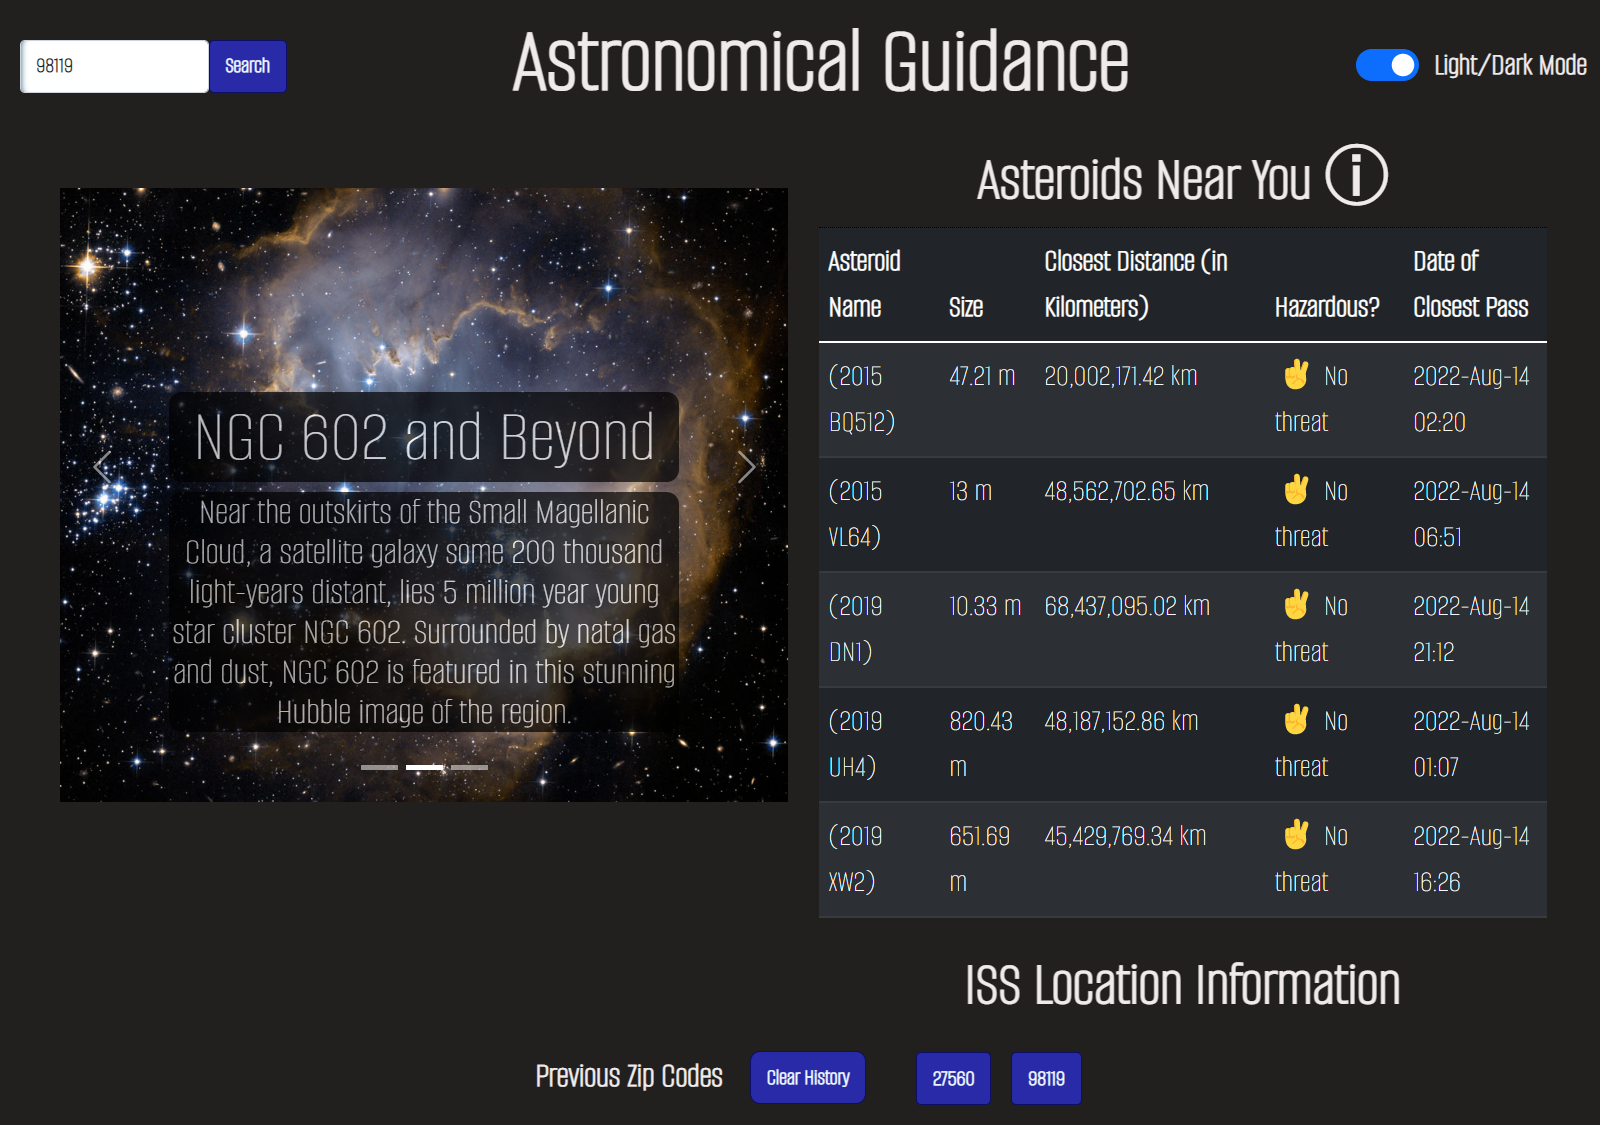 98119
Search
Astronomical Guidance
Light/Dark Mode
NGC 602 and Beyond
Near the outskirts of the Small Magellanic
Cloud, a satellite galaxy some 200 thousand
light-years distant, lies 5 million year young
star cluster NGC 602. Surrounded by natal gas
and dust, NGC 602 is featured in this stunning
Hubble image of the region.
Asteroids Near You
Asteroid Name | Size | Closest Distance (in Kilometers) | Hazardous? | Date of Closest Pass
(2015 BQ512) | 47.21 m | 20,002,171.42 km | ✌ No threat | 2022-Aug-14 02:20
(2015 VL64) | 13 m | 48,562,702.65 km | ✌ No threat | 2022-Aug-14 06:51
(2019 DN1) | 10.33 m | 68,437,095.02 km | ✌ No threat | 2022-Aug-14 21:12
(2019 UH4) | 820.43 m | 48,187,152.86 km | ✌ No threat | 2022-Aug-14 01:07
(2019 XW2) | 651.69 m | 45,429,769.34 km | ✌ No threat | 2022-Aug-14 16:26
ISS Location Information
Previous Zip Codes
Clear History
27560
98119